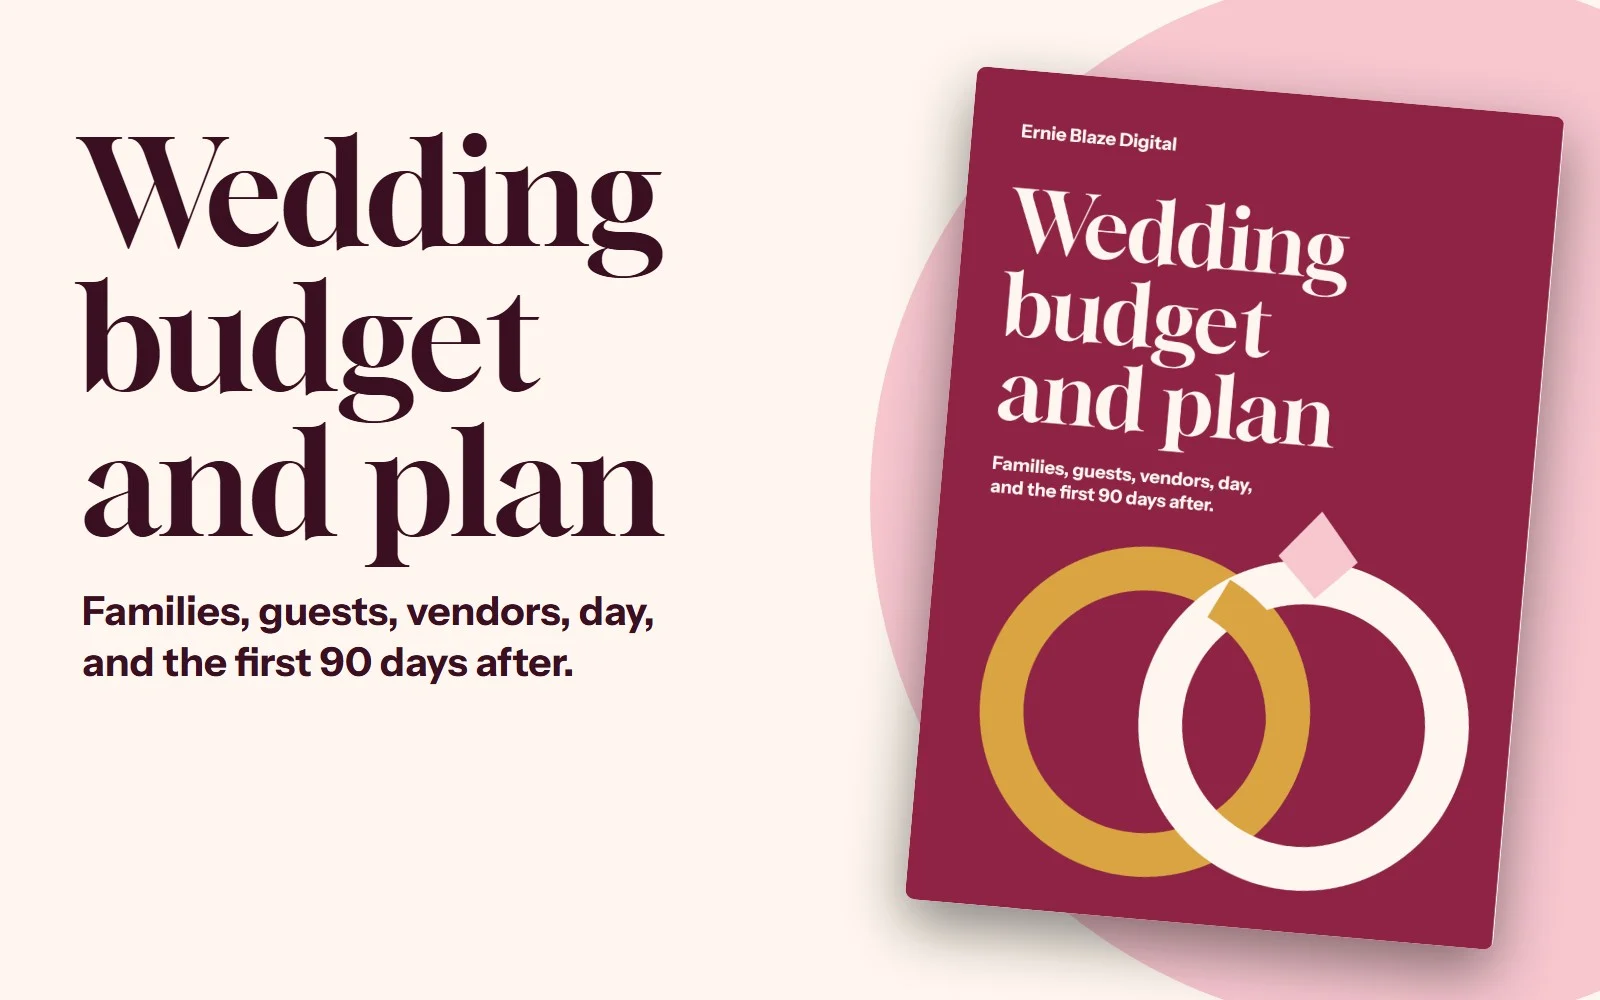 Wedding
budget
and plan
Families, guests, vendors, day,
and the first 90 days after.
Ernie Blaze Digital
Wedding
budget
and plan
Families, guests, vendors, day,
and the first 90 days after.